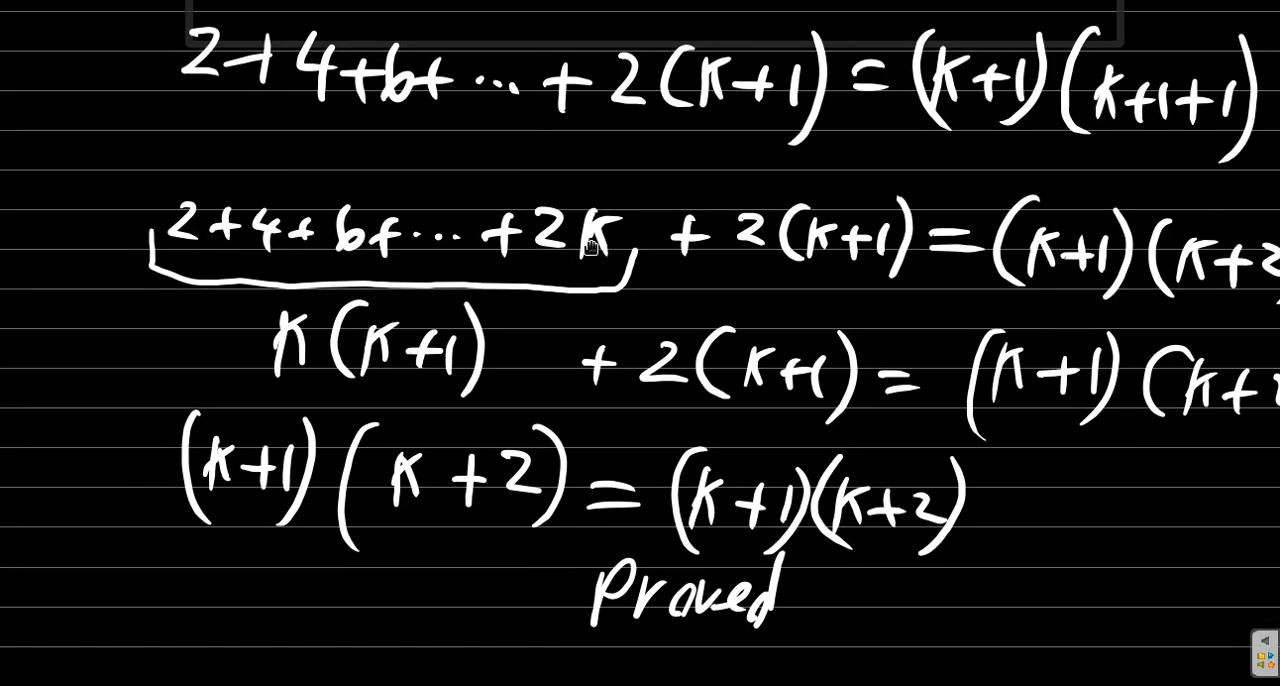 2+4+6+ ... + 2(k+1) = (k+1)(k+1+1)
2+4+6+ ... +2k + 2(k+1) = (k+1)(k+2
k(k+1) + 2(k+1) = (k+1)(k+2
(k+1)(k+2) = (k+1)(k+2)
Proved